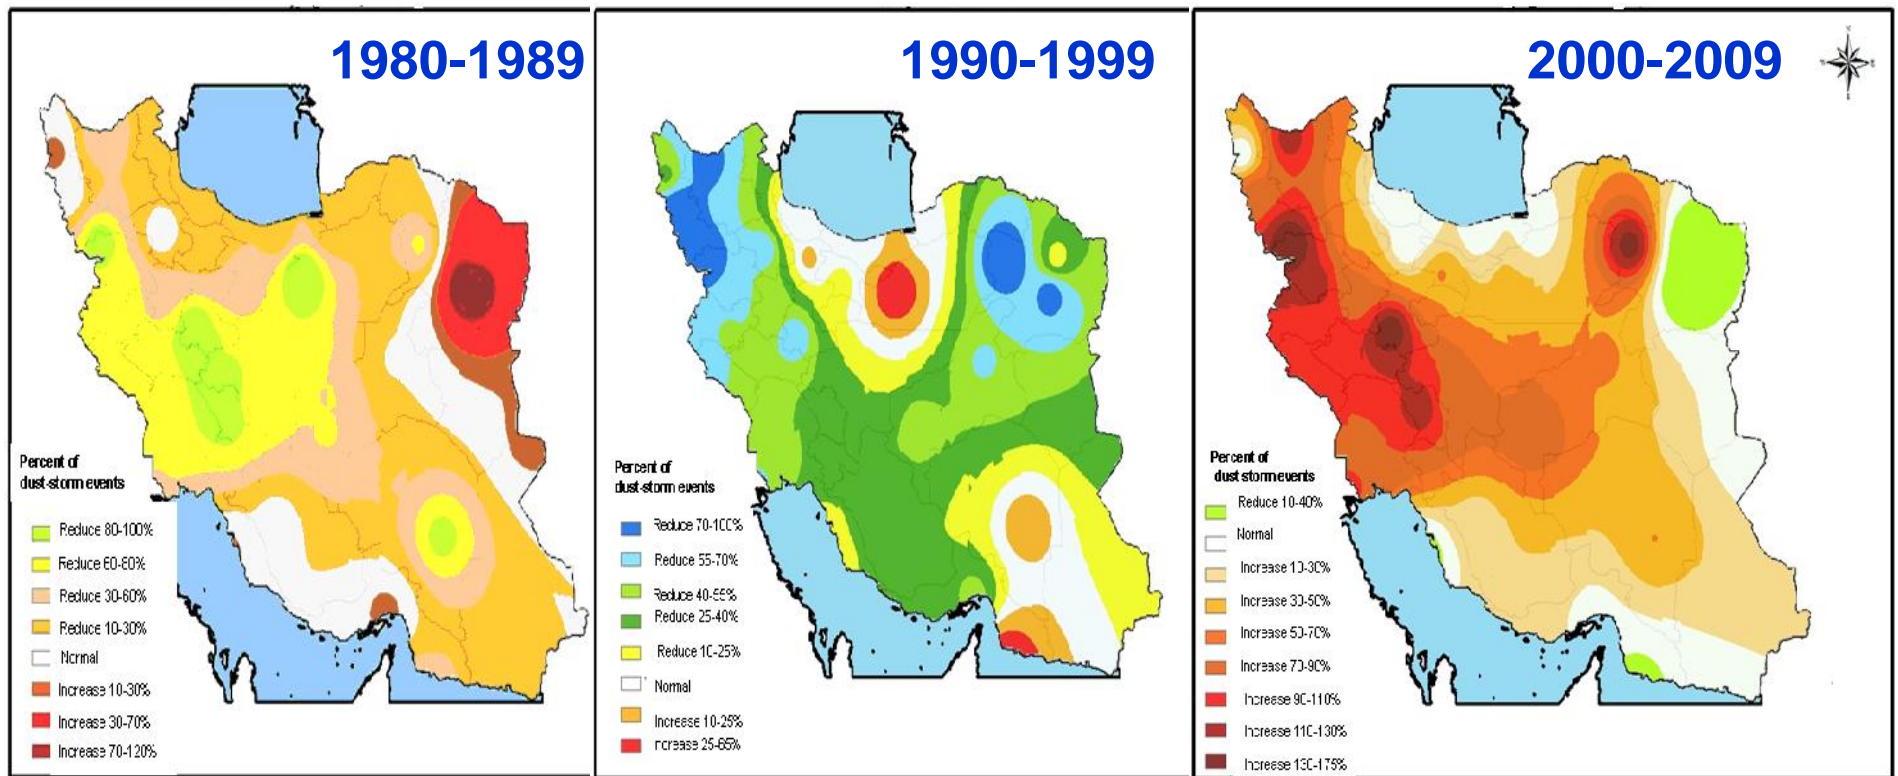 1980-1989
Percent of
dust-storm events
Reduce 80-100%
Reduce 60-80%
Reduce 30-60%
Reduce 10-30%
Normal
Increase 10-30%
Increase 30-70%
Increase 70-120%
1990-1999
Percent of
dust-storm events
Reduce 70-100%
Reduce 55-70%
Reduce 40-55%
Reduce 25-40%
Reduce 10-25%
Normal
Increase 10-25%
ncrease 25-65%
2000-2009
Percent of
dust storm events
Reduce 10-40%
Normal
Increase 10-30%
Increase 30-50%
Increase 50-70%
Increase 70-90%
Increase 90-110%
Increase 110-130%
Increase 130-175%